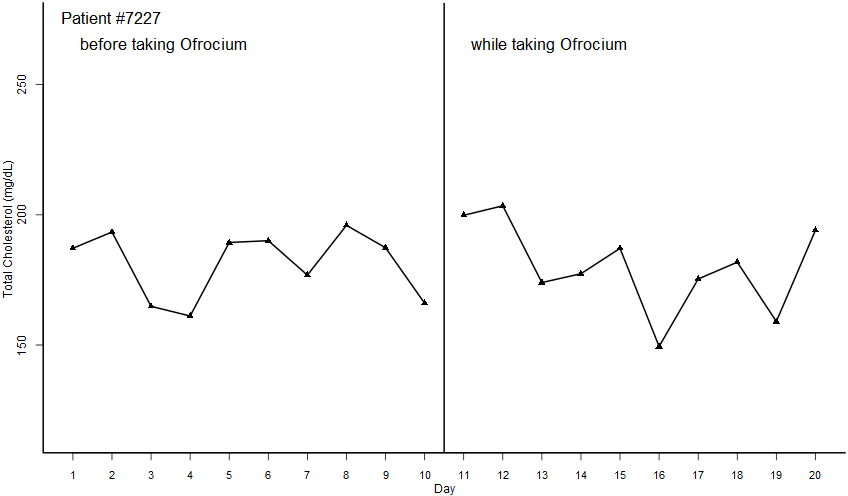 Patient #7227
before taking Ofrocium
while taking Ofrocium
Total Cholesterol (mg/dL)
250
200
150
1 2 3 4 5 6 7 8 9 10 11 12 13 14 15 16 17 18 19 20
Day